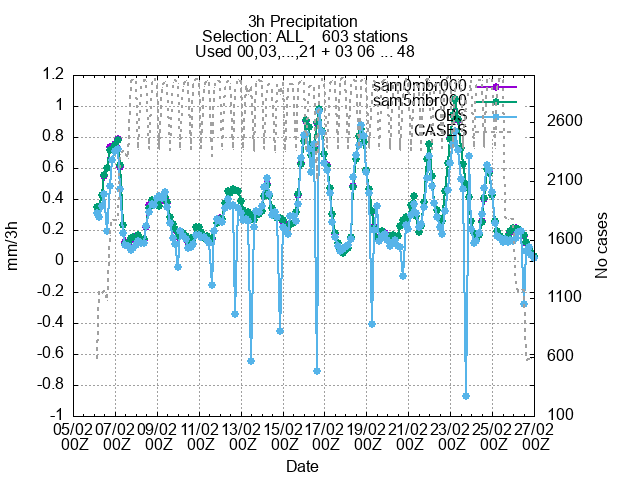 3h Precipitation
Selection: ALL 603 stations
Used 00,03,...,21 + 03 06 ... 48
sam0mbr000
sam5mbr000
OBS
CASES
1.2
1
0.8
0.6
0.4
0.2
0
-0.2
-0.4
-0.6
-0.8
-1
mm/3h
2600
2100
1600
1100
600
100
No cases
05/02 07/02 09/02 11/02 13/02 15/02 17/02 19/02 21/02 23/02 25/02 27/02
00Z 00Z 00Z 00Z 00Z 00Z 00Z 00Z 00Z 00Z 00Z 00Z
Date